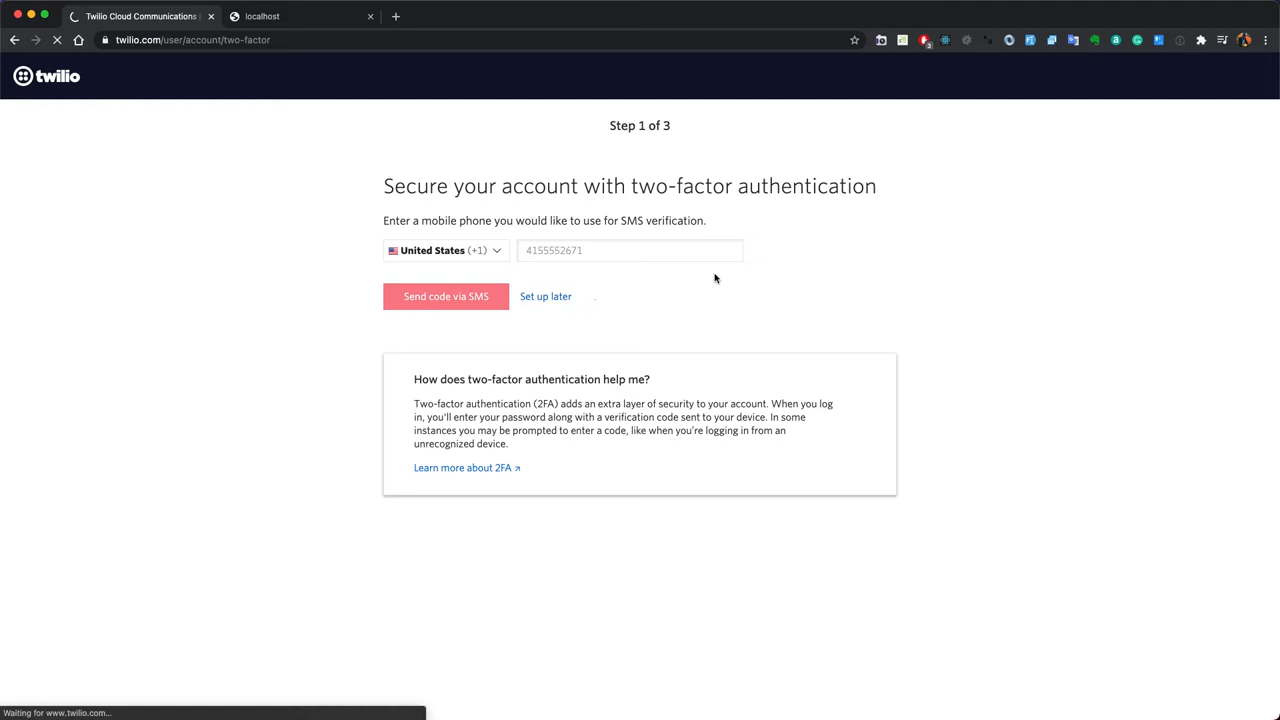 Twilio Cloud Communications |
localhost
twilio.com/user/account/two-factor
3
twilio
Step 1 of 3
Secure your account with two-factor authentication
Enter a mobile phone you would like to use for SMS verification.
United States (+1)
4155552671
Send code via SMS
Set up later
How does two-factor authentication help me?
Two-factor authentication (2FA) adds an extra layer of security to your account. When you log
in, you'll enter your password along with a verification code sent to your device. In some
instances you may be prompted to enter a code, like when you're logging in from an
unrecognized device.
Learn more about 2FA
Waiting for www.twilio.com...